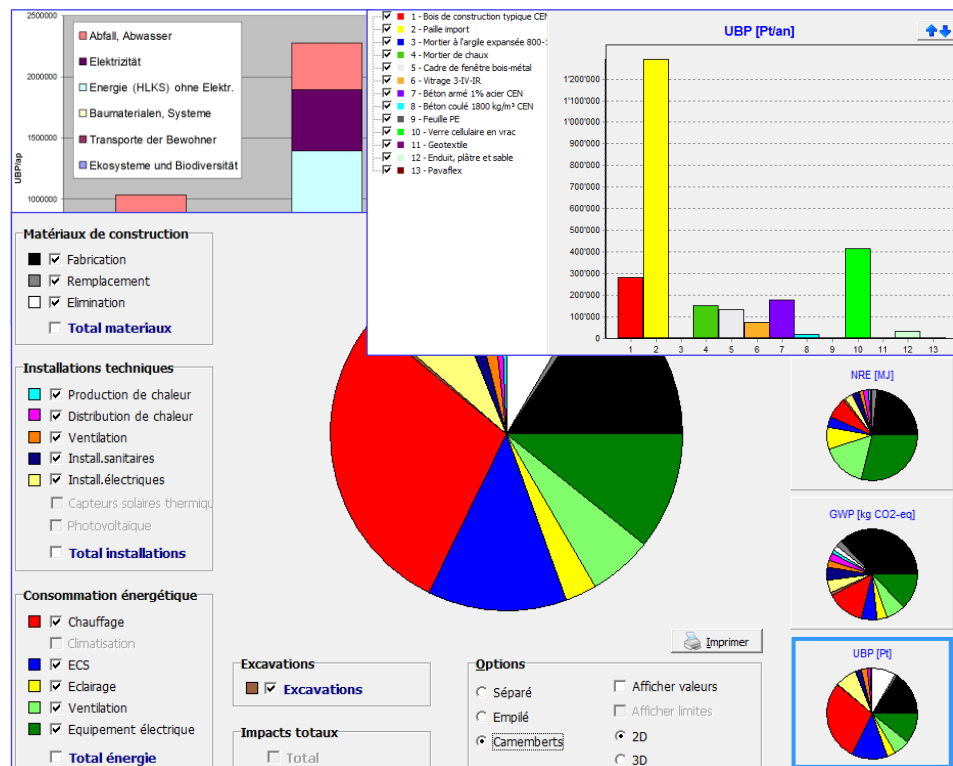 2500000
2000000
1500000
1000000
UBP/ap
Abfall, Abwasser
Elektrizität
Energie (HLKS) ohne Elektr.
Baumaterialen, Systeme
Transporte der Bewohner
Ekosysteme und Biodiversität
1 - Bois de construction typique CEN
2 - Paille import
3 - Mortier à l'argile expansée 800-
4 - Mortier de chaux
5 - Cadre de fenêtre bois-métal
6 - Vitrage 3-IV-IR
7 - Béton armé 1% acier CEN
8 - Béton coulé 1800 kg/m³ CEN
9 - Feuille PE
10 - Verre cellulaire en vrac
11 - Geotextile
12 - Enduit, plâtre et sable
13 - Pavaflex
UBP [Pt/an]
1'200'000
1'100'000
1'000'000
900'000
800'000
700'000
600'000
500'000
400'000
300'000
200'000
100'000
0
1 2 3 4 5 6 7 8 9 10 11 12 13
Matériaux de construction
Fabrication
Remplacement
Elimination
Total materiaux
Installations techniques
Production de chaleur
Distribution de chaleur
Ventilation
Install.sanitaires
Install.électriques
Capteurs solaires thermiqu
Photovoltaïque
Total installations
Consommation énergétique
Chauffage
Climatisation
ECS
Eclairage
Ventilation
Equipement électrique
Total énergie
Excavations
Excavations
Impacts totaux
Total
Options
Séparé
Empilé
Camemberts
Afficher valeurs
Afficher limites
2D
3D
Imprimer
NRE [MJ]
GWP [kg CO2-eq]
UBP [Pt]